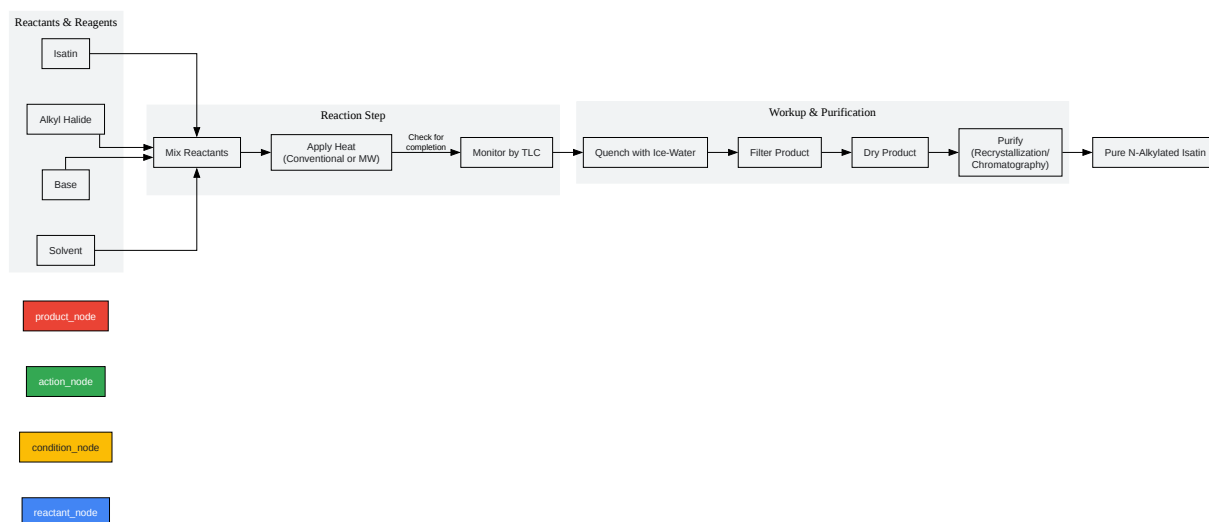 Reactants & Reagents
Isatin
Alkyl Halide
Base
Solvent
Reaction Step
Mix Reactants
Apply Heat
(Conventional or MW)
Check for
completion
Monitor by TLC
Workup & Purification
Quench with Ice-Water
Filter Product
Dry Product
Purify
(Recrystallization/
Chromatography)
Pure N-Alkylated Isatin
product_node
action_node
condition_node
reactant_node